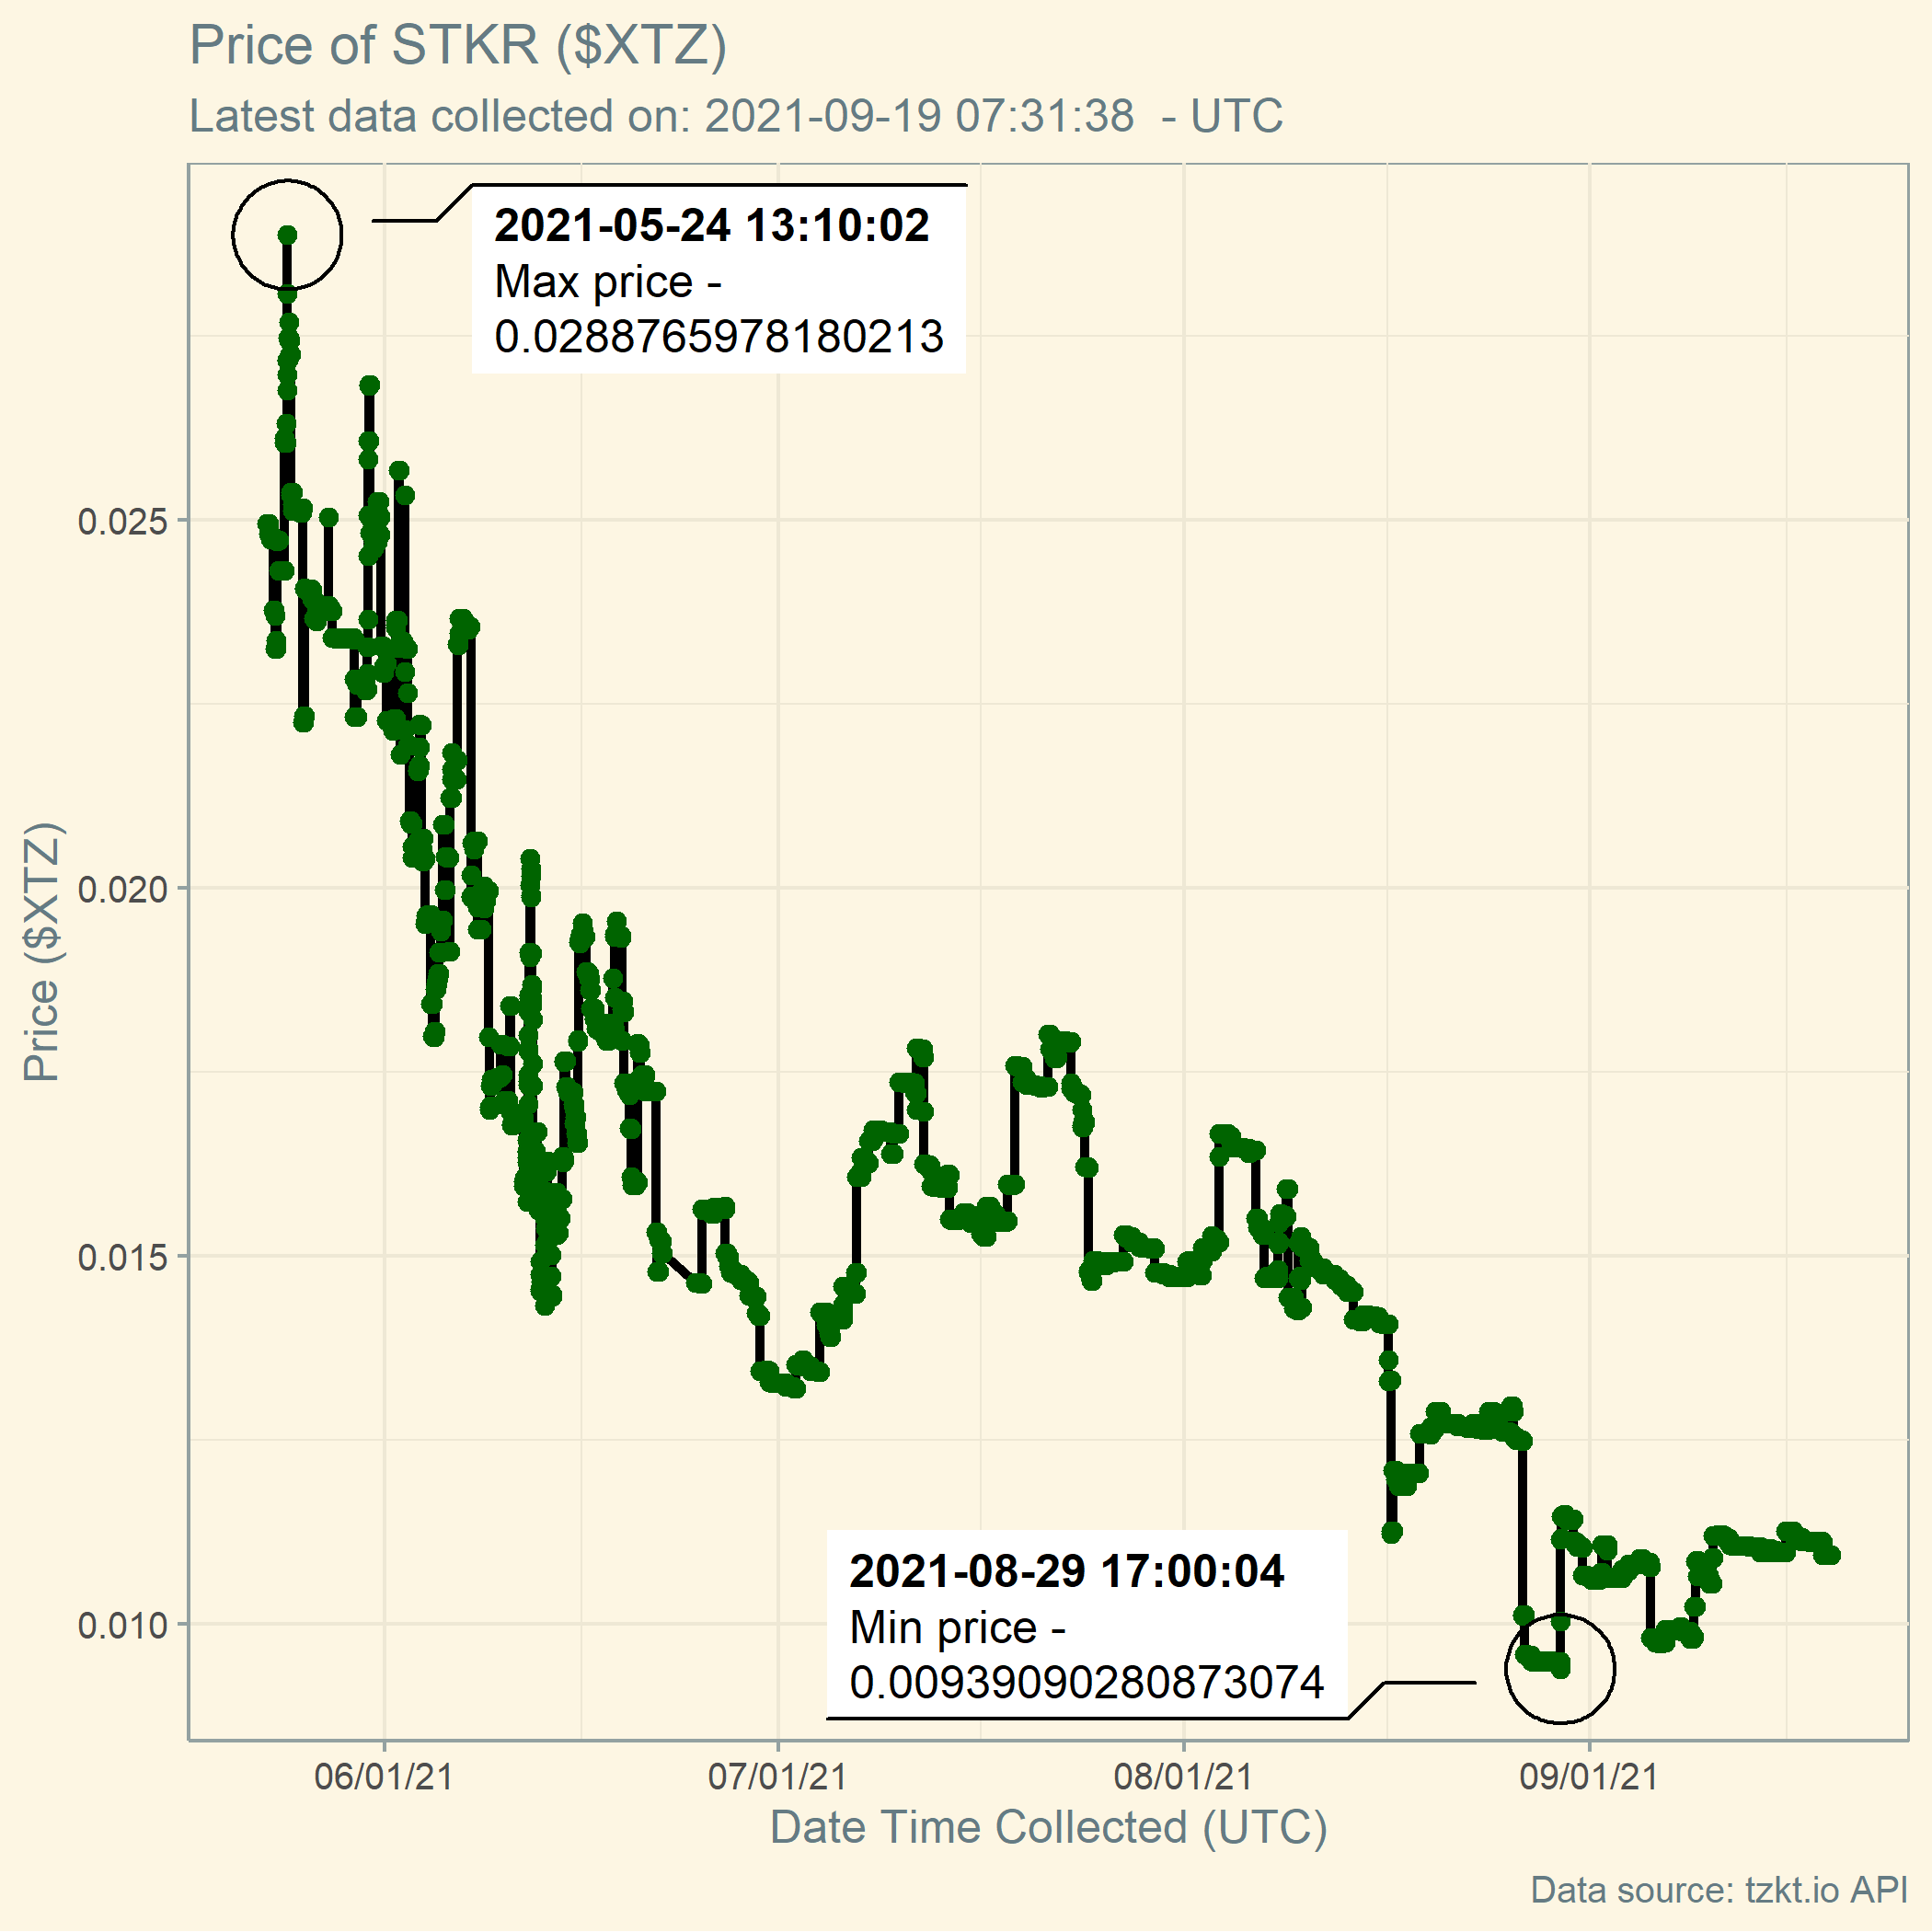 Price of STKR ($XTZ)
Latest data collected on: 2021-09-19 07:31:38  - UTC
2021-05-24 13:10:02
Max price -
0.0288765978180213
0.025
0.020
0.015
0.010
Price ($XTZ)
2021-08-29 17:00:04
Min price -
0.00939090280873074
06/01/21
07/01/21
08/01/21
09/01/21
Date Time Collected (UTC)
Data source: tzkt.io API